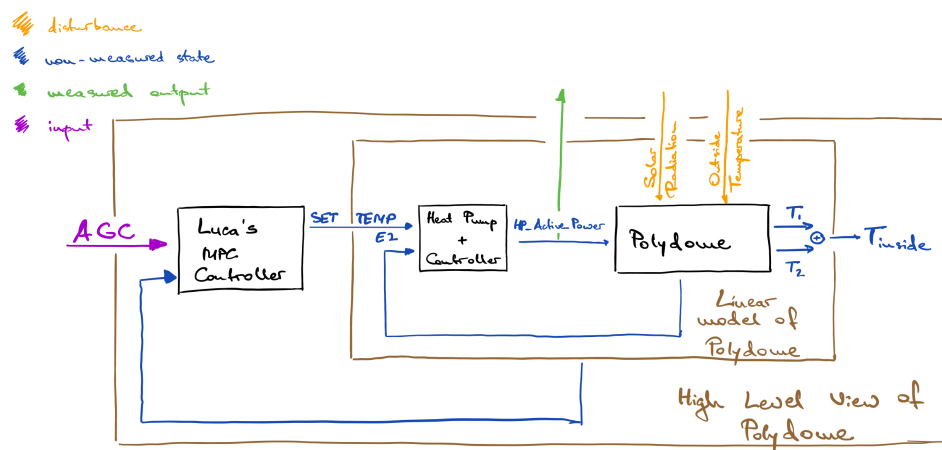 disturbance
non-measured state
measured output
input
AGC
Luca's
MPC
Controller
SET TEMP
E2
Heat Pump
+
Controller
HP_Active_Power
Solar
Radiation
Outside
Temperature
Polydome
T1
T2
+
Tinside
Linear
model of
Polydome
High Level view of
Polydome